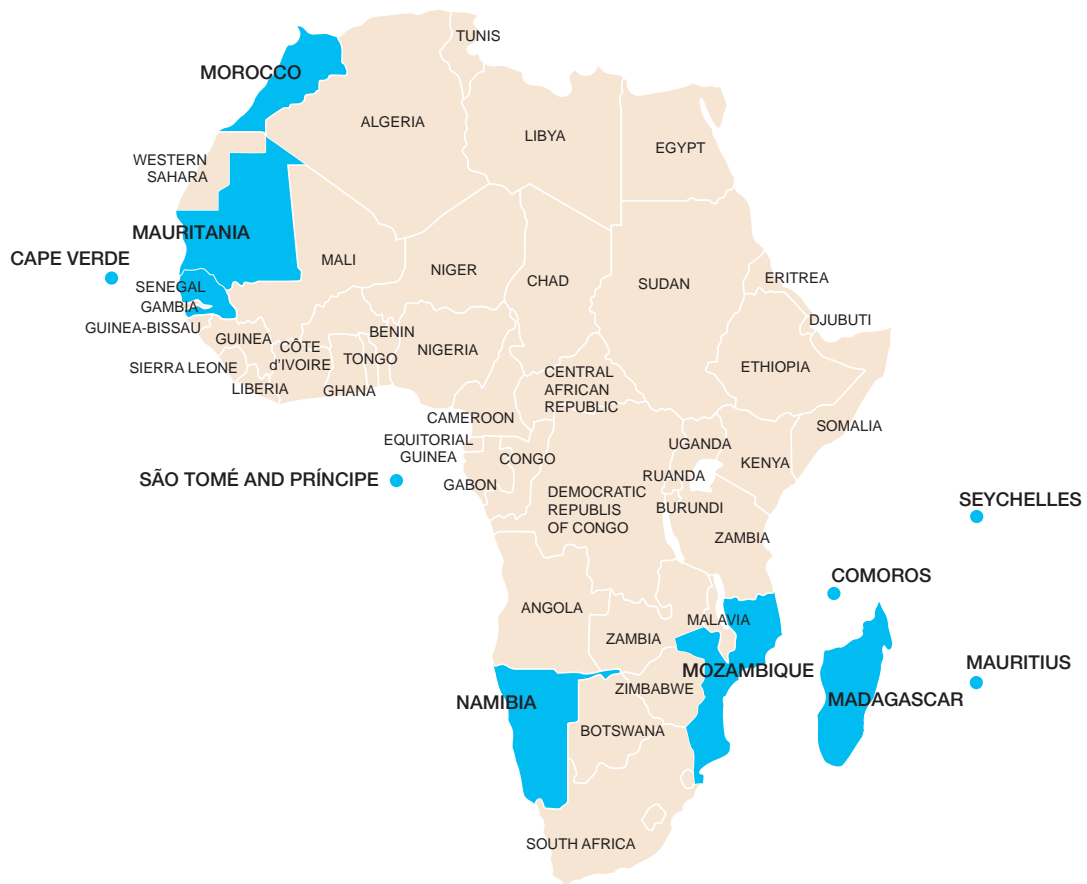 TUNIS
MOROCCO
ALGERIA
LIBYA
EGYPT
WESTERN
SAHARA
MAURITANIA
CAPE VERDE
MALI
NIGER
CHAD
SUDAN
ERITREA
SENEGAL
GAMBIA
DJUBUTI
GUINEA-BISSAU
GUINEA
CÔTE
d'IVOIRE
BENIN
TONGO
NIGERIA
SIERRA LEONE
LIBERIA
GHANA
CENTRAL
AFRICAN
REPUBLIC
ETHIOPIA
CAMEROON
SOMALIA
EQUITORIAL
GUINEA
UGANDA
CONGO
KENYA
SÃO TOMÉ AND PRÍNCIPE
GABON
RUANDA
DEMOCRATIC
REPUBLIS
OF CONGO
BURUNDI
SEYCHELLES
ZAMBIA
COMOROS
ANGOLA
MALAVIA
ZAMBIA
MAURITIUS
MOZAMBIQUE
ZIMBABWE
NAMIBIA
MADAGASCAR
BOTSWANA
SOUTH AFRICA